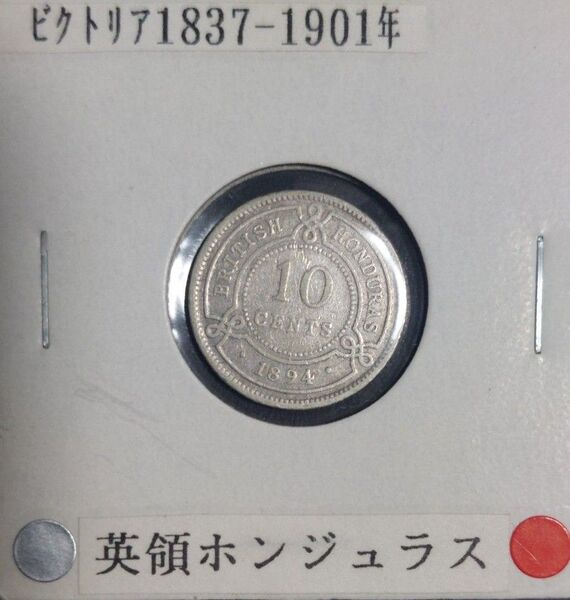 ビクトリア1837-1901年
BRITISH HONDURAS
10
CENTS
1894
英領ホンジュラス